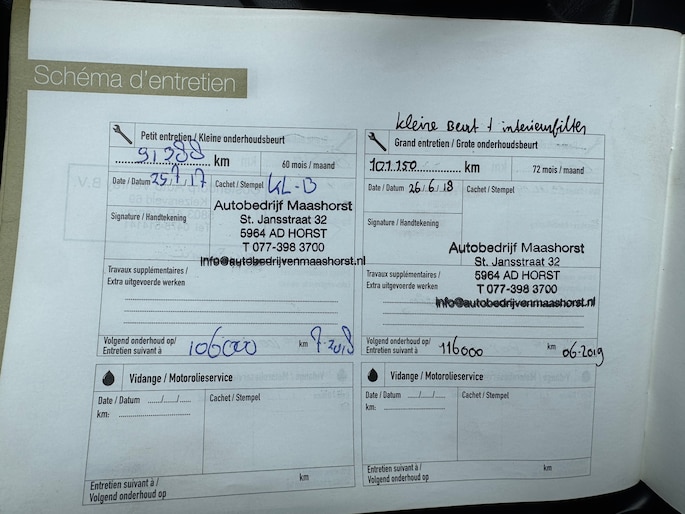 Schéma d'entretien
Petit entretien / Kleine onderhoudsbeurt
91.388 km
60 mois / maand
Date / Datum 25.7.17
Cachet / Stempel KL-B
Signature / Handtekening
Autobedrijf Maashorst
St. Jansstraat 32
5964 AD HORST
T 077-398 3700
info@autobedrijvenmaashorst.nl
Travaux supplémentaires /
Extra uitgevoerde werken
Volgend onderhoud op/
Entretien suivant à 106000 km 7-2018
Vidange / Motorolieservice
Date / Datum ....../....../......
Cachet / Stempel
km:
Entretien suivant à /
Volgend onderhoud op
km
kleine Beurt + interieurfilter
Grand entretien / Grote onderhoudsbeurt
101.150 km
72 mois / maand
Date / Datum 26.6.18
Cachet / Stempel
Signature / Handtekening
Autobedrijf Maashorst
St. Jansstraat 32
5964 AD HORST
T 077-398 3700
info@autobedrijvenmaashorst.nl
Travaux supplémentaires /
Extra uitgevoerde werken
Volgend onderhoud op/
Entretien suivant à 116000 km 06-2019
Vidange / Motorolieservice
Date / Datum ....../....../......
Cachet / Stempel
km:
Entretien suivant à /
Volgend onderhoud op
km